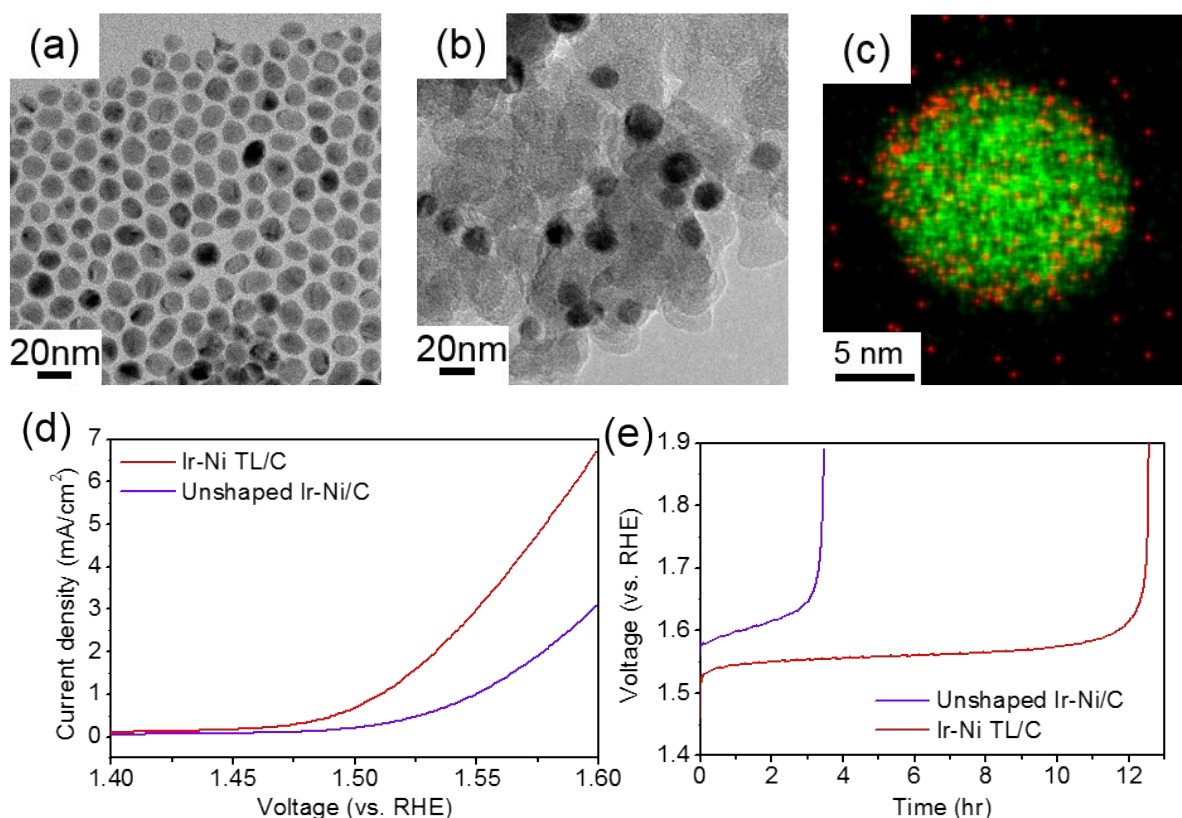 (a)
20nm
(b)
20nm
(c)
5 nm
(d)
Current density (mA/cm²)
7
6
5
4
3
2
1
0
Ir-Ni TL/C
Unshaped Ir-Ni/C
1.40 1.45 1.50 1.55 1.60
Voltage (vs. RHE)
(e)
Voltage (vs. RHE)
1.9
1.8
1.7
1.6
1.5
1.4
Unshaped Ir-Ni/C
Ir-Ni TL/C
0 2 4 6 8 10 12
Time (hr)